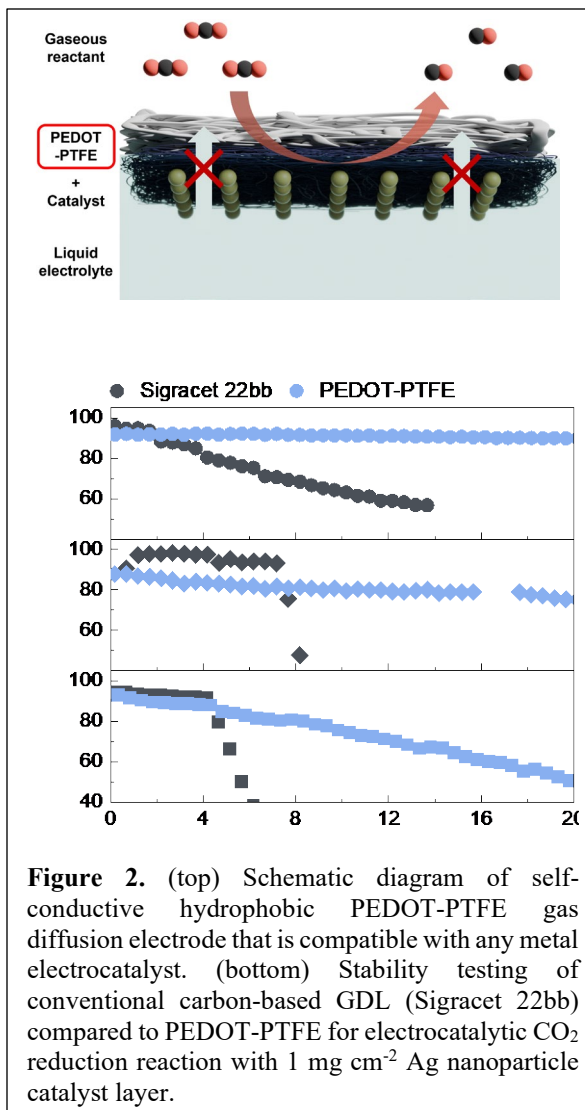 Gaseous
reactant
PEDOT
-PTFE
+
Catalyst
Liquid
electrolyte
Sigracet 22bb PEDOT-PTFE
100
80
60
100
80
60
100
80
60
40
0 4 8 12 16 20
Figure 2. (top) Schematic diagram of self-
conductive hydrophobic PEDOT-PTFE gas
diffusion electrode that is compatible with any metal
electrocatalyst. (bottom) Stability testing of
conventional carbon-based GDL (Sigracet 22bb)
compared to PEDOT-PTFE for electrocatalytic CO₂
reduction reaction with 1 mg cm⁻² Ag nanoparticle
catalyst layer.